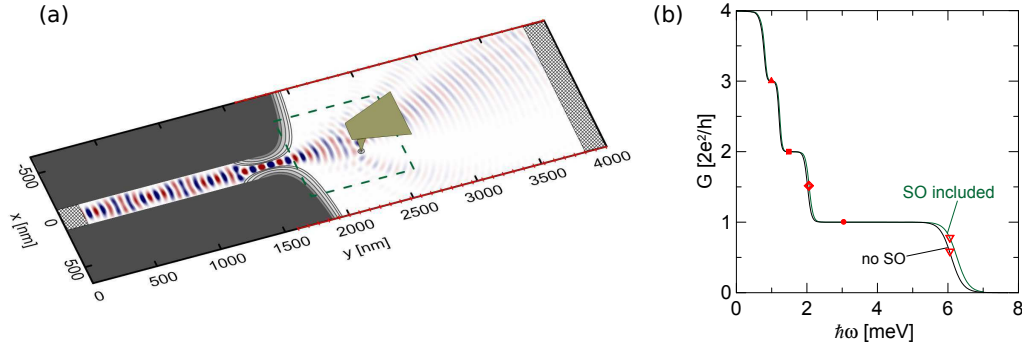 (a)
-500
0
500
x [nm]
0
500
1000
1500
2000
2500
3000
3500
4000
y [nm]
(b)
4
3
2
1
0
G [2e²/h]
SO included
no SO
0
2
4
6
8
ħω [meV]